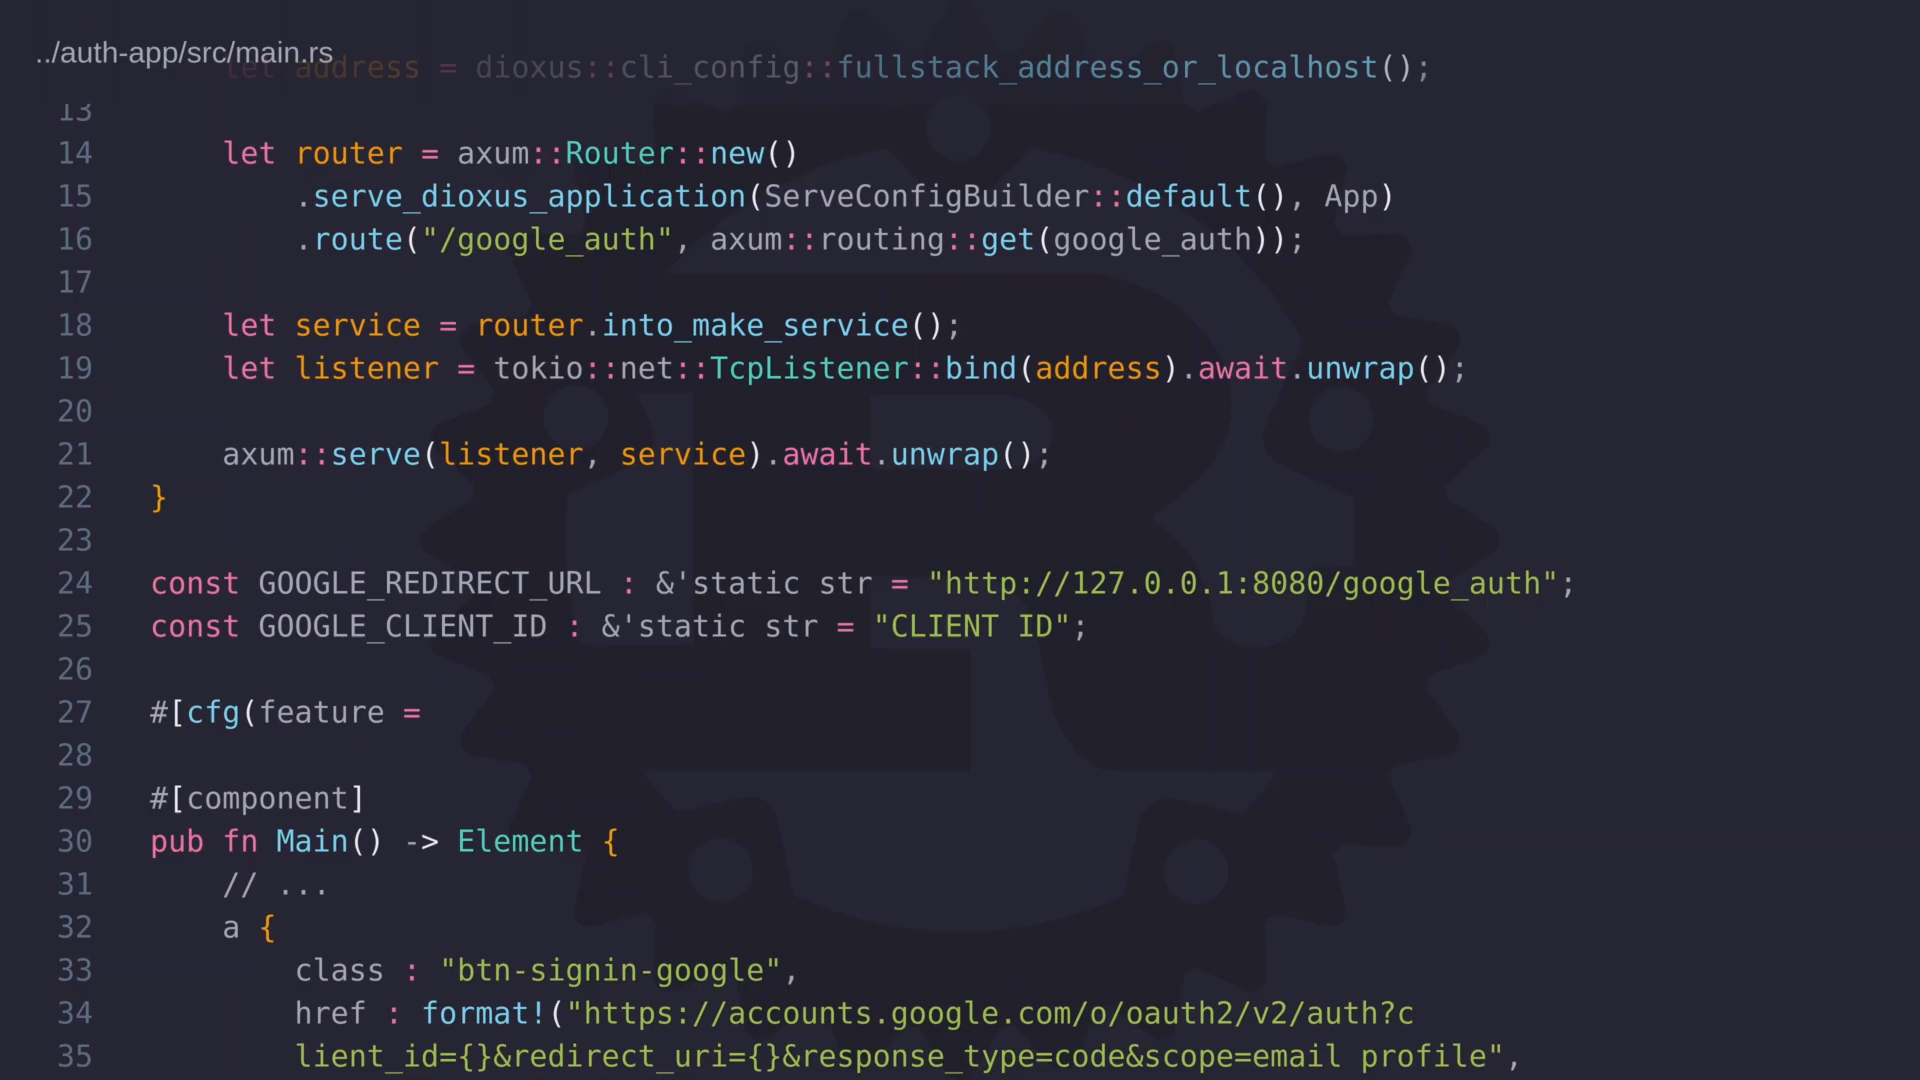 ../auth-app/src/main.rs
let address = dioxus::cli_config::fullstack_address_or_localhost();
13
14 let router = axum::Router::new()
15 .serve_dioxus_application(ServeConfigBuilder::default(), App)
16 .route("/google_auth", axum::routing::get(google_auth));
17
18 let service = router.into_make_service();
19 let listener = tokio::net::TcpListener::bind(address).await.unwrap();
20
21 axum::serve(listener, service).await.unwrap();
22 }
23
24 const GOOGLE_REDIRECT_URL : &'static str = "http://127.0.0.1:8080/google_auth";
25 const GOOGLE_CLIENT_ID : &'static str = "CLIENT ID";
26
27 #[cfg(feature =
28
29 #[component]
30 pub fn Main() -> Element {
31 // ...
32 a {
33 class : "btn-signin-google",
34 href : format!("https://accounts.google.com/o/oauth2/v2/auth?c
35 lient_id={}&redirect_uri={}&response_type=code&scope=email profile",